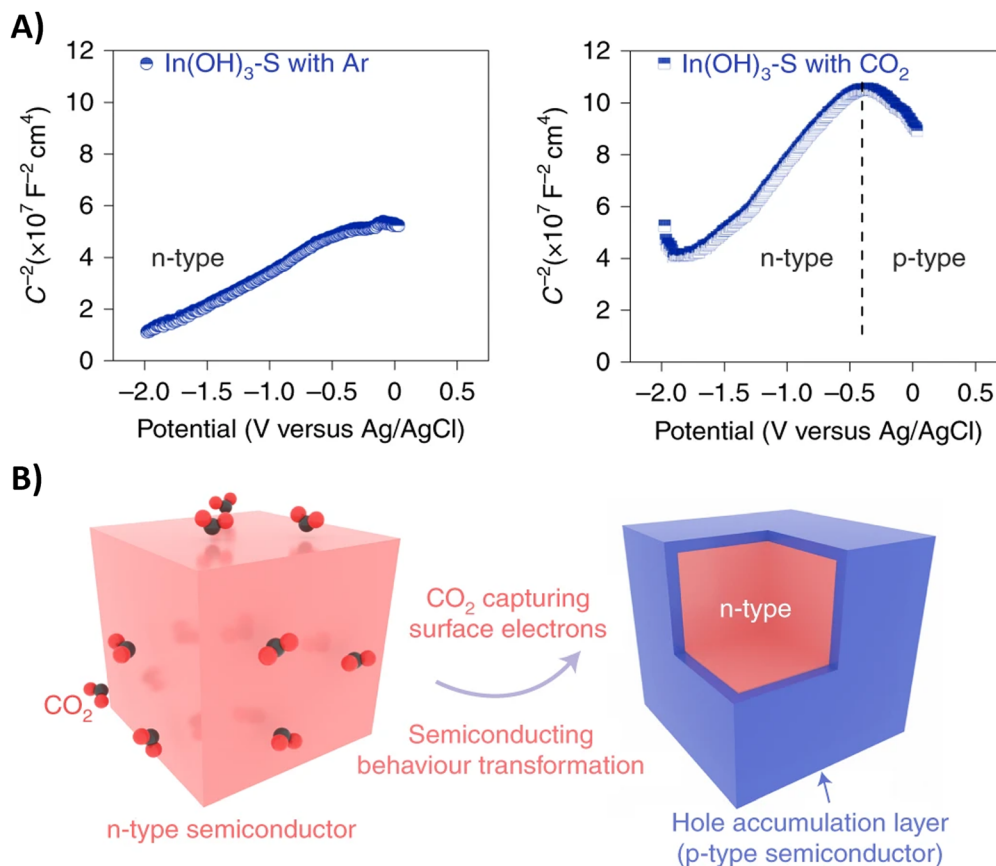 A)
In(OH)₃-S with Ar
n-type
C⁻² (×10⁷ F⁻² cm⁴)
12
10
8
6
4
2
0
−2.0 −1.5 −1.0 −0.5 0 0.5
Potential (V versus Ag/AgCl)
In(OH)₃-S with CO₂
n-type
p-type
C⁻² (×10⁷ F⁻² cm⁴)
12
10
8
6
4
2
0
−2.0 −1.5 −1.0 −0.5 0 0.5
Potential (V versus Ag/AgCl)
B)
CO₂
n-type semiconductor
CO₂ capturing
surface electrons
Semiconducting
behaviour transformation
n-type
Hole accumulation layer
(p-type semiconductor)